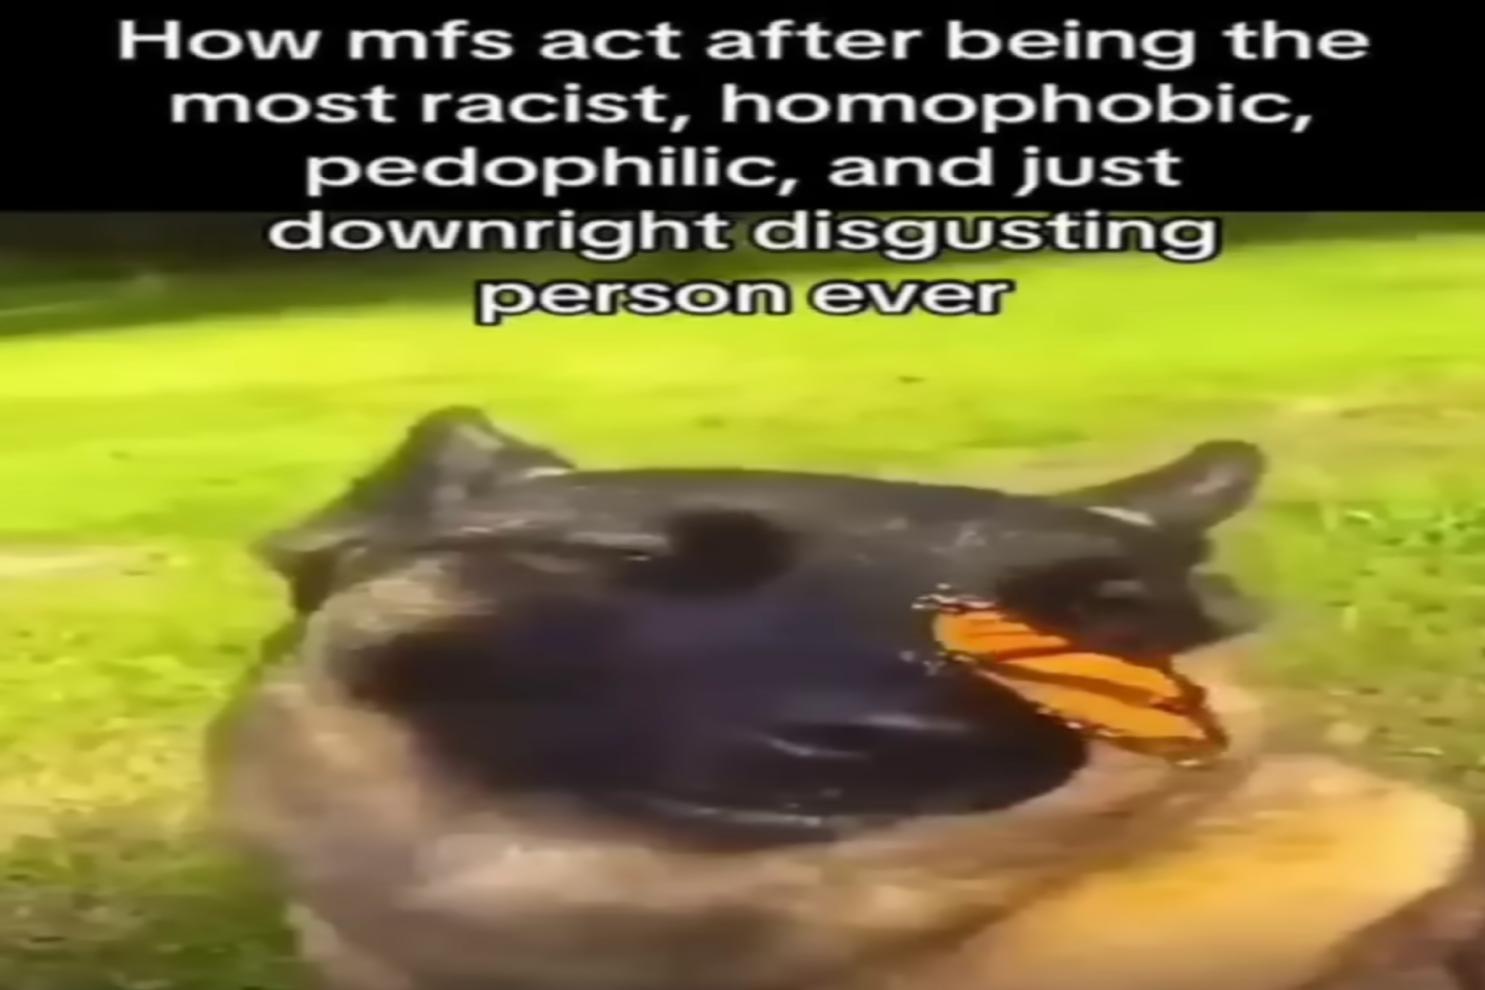 How mfs act after being the
most racist, homophobic,
pedophilic, and just
downright disgusting
person ever